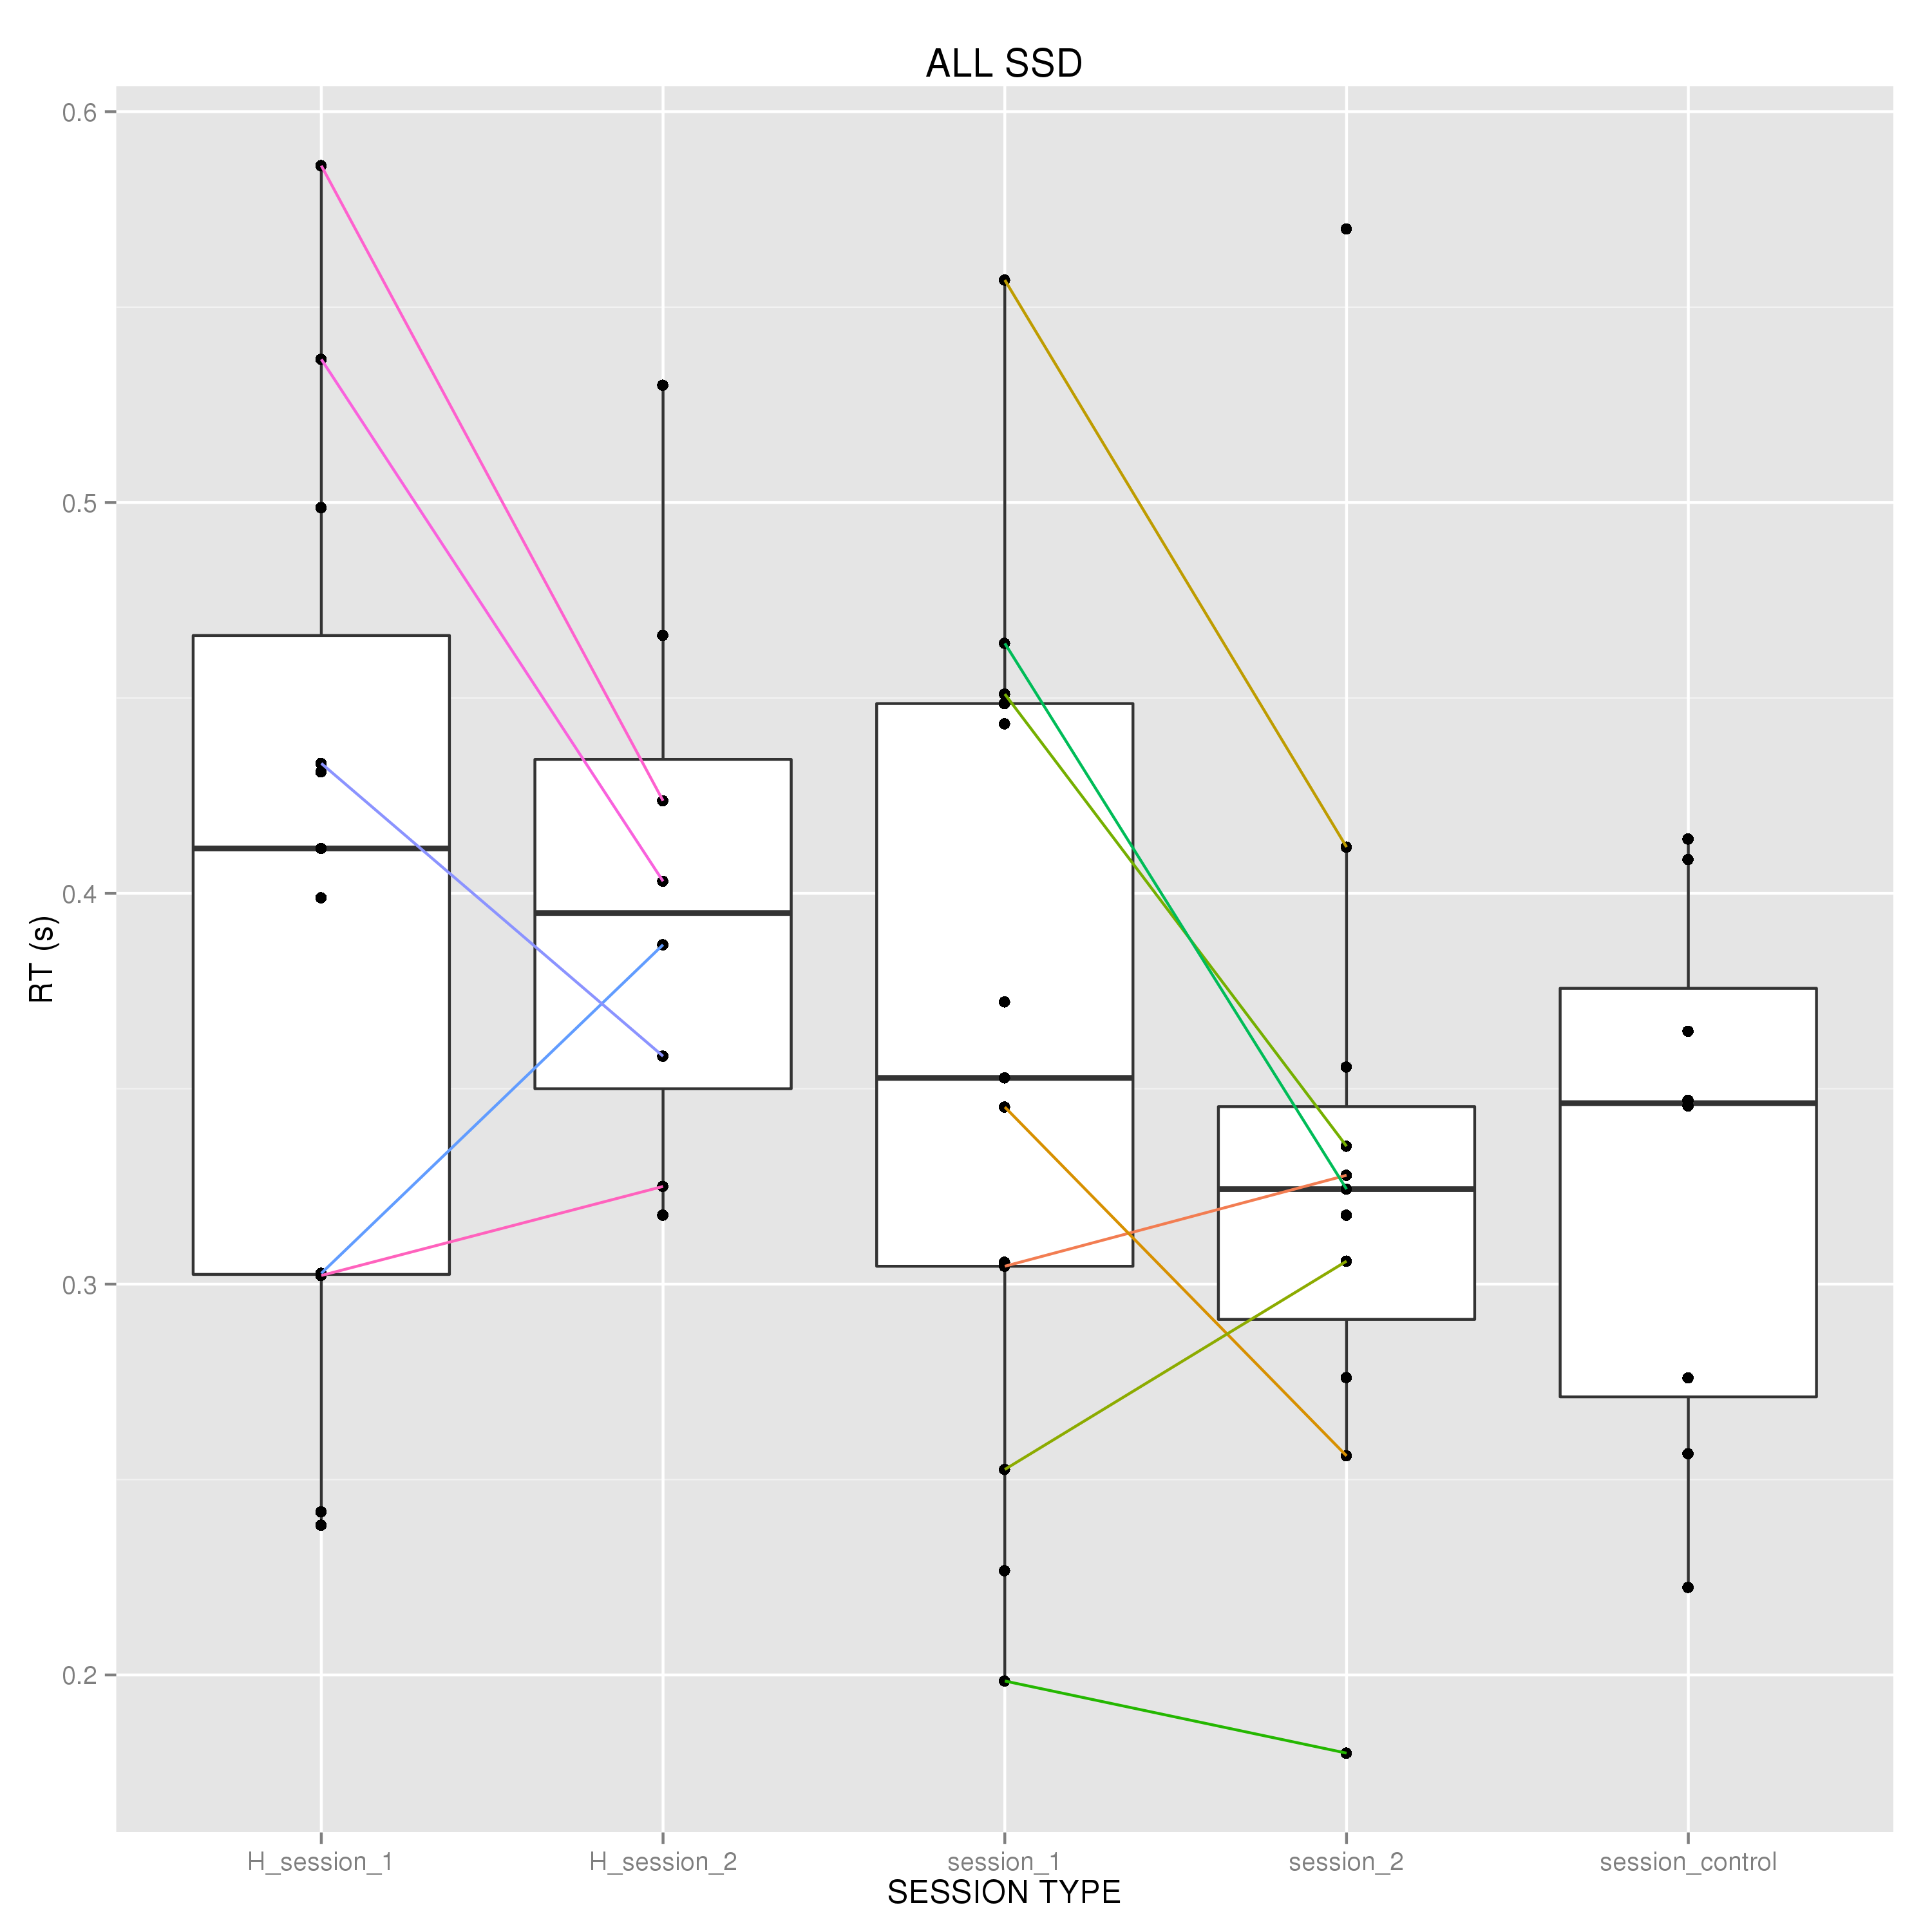 ALL SSD
0.6
0.5
0.4
0.3
0.2
RT (s)
H_session_1
H_session_2
session_1
session_2
session_control
SESSION TYPE